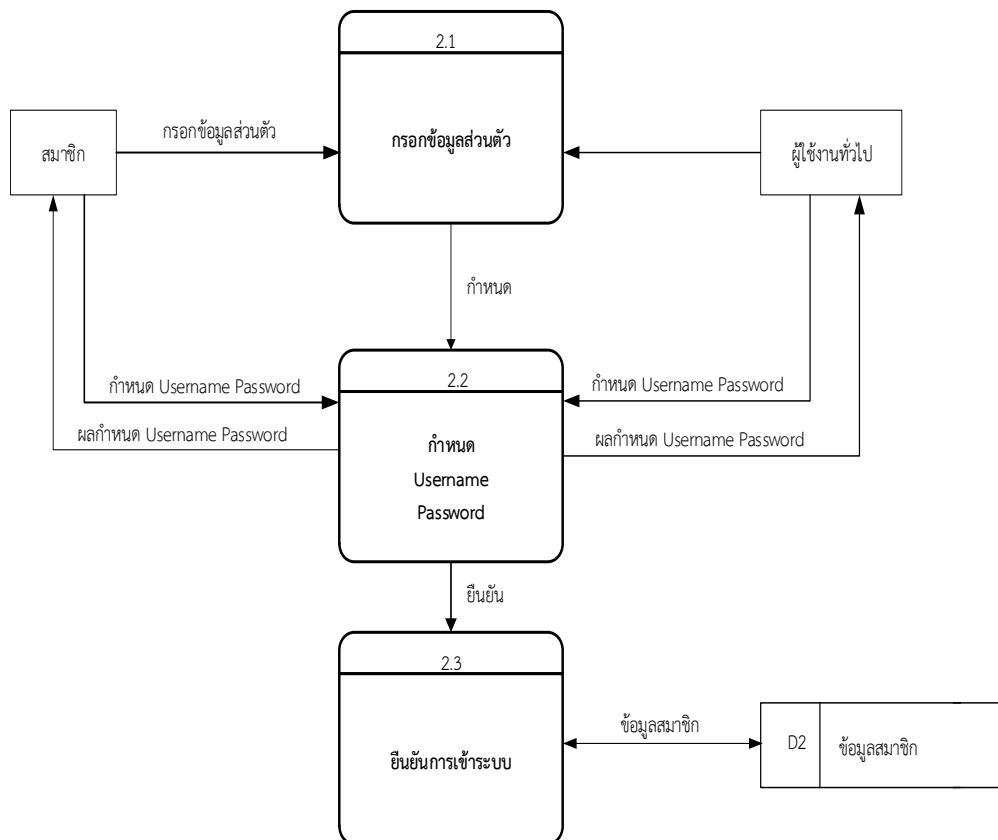 2.1
กรอกข้อมูลส่วนตัว
สมาชิก
กรอกข้อมูลส่วนตัว
ผู้ใช้งานทั่วไป
กำหนด
2.2
กำหนด
Username
Password
กำหนด Username Password
ผลกำหนด Username Password
กำหนด Username Password
ผลกำหนด Username Password
ยืนยัน
2.3
ยืนยันการเข้าระบบ
ข้อมูลสมาชิก
D2
ข้อมูลสมาชิก